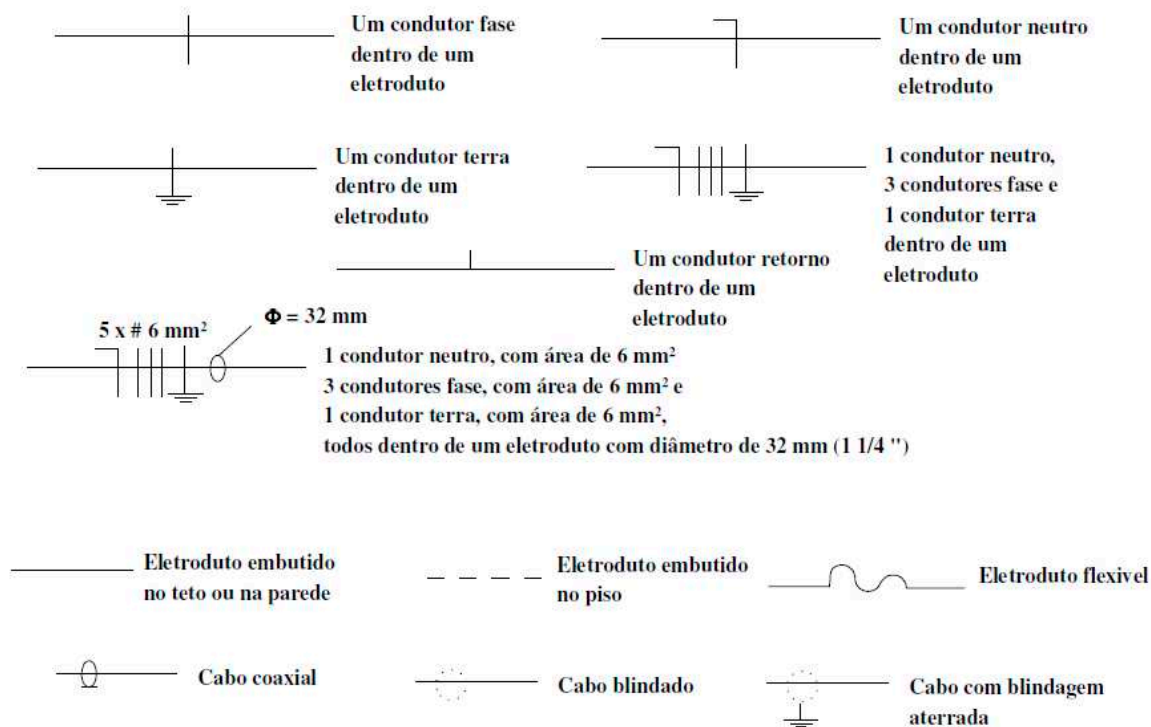 Um condutor fase
dentro de um
eletroduto
Um condutor neutro
dentro de um
eletroduto
Um condutor terra
dentro de um
eletroduto
1 condutor neutro,
3 condutores fase e
1 condutor terra
dentro de um
eletroduto
Um condutor retorno
dentro de um
eletroduto
5 x # 6 mm²
Φ = 32 mm
1 condutor neutro, com área de 6 mm²
3 condutores fase, com área de 6 mm² e
1 condutor terra, com área de 6 mm²,
todos dentro de um eletroduto com diâmetro de 32 mm (1 1/4 ")
Eletroduto embutido
no teto ou na parede
Eletroduto embutido
no piso
Eletroduto flexivel
Cabo coaxial
Cabo blindado
Cabo com blindagem
aterrada